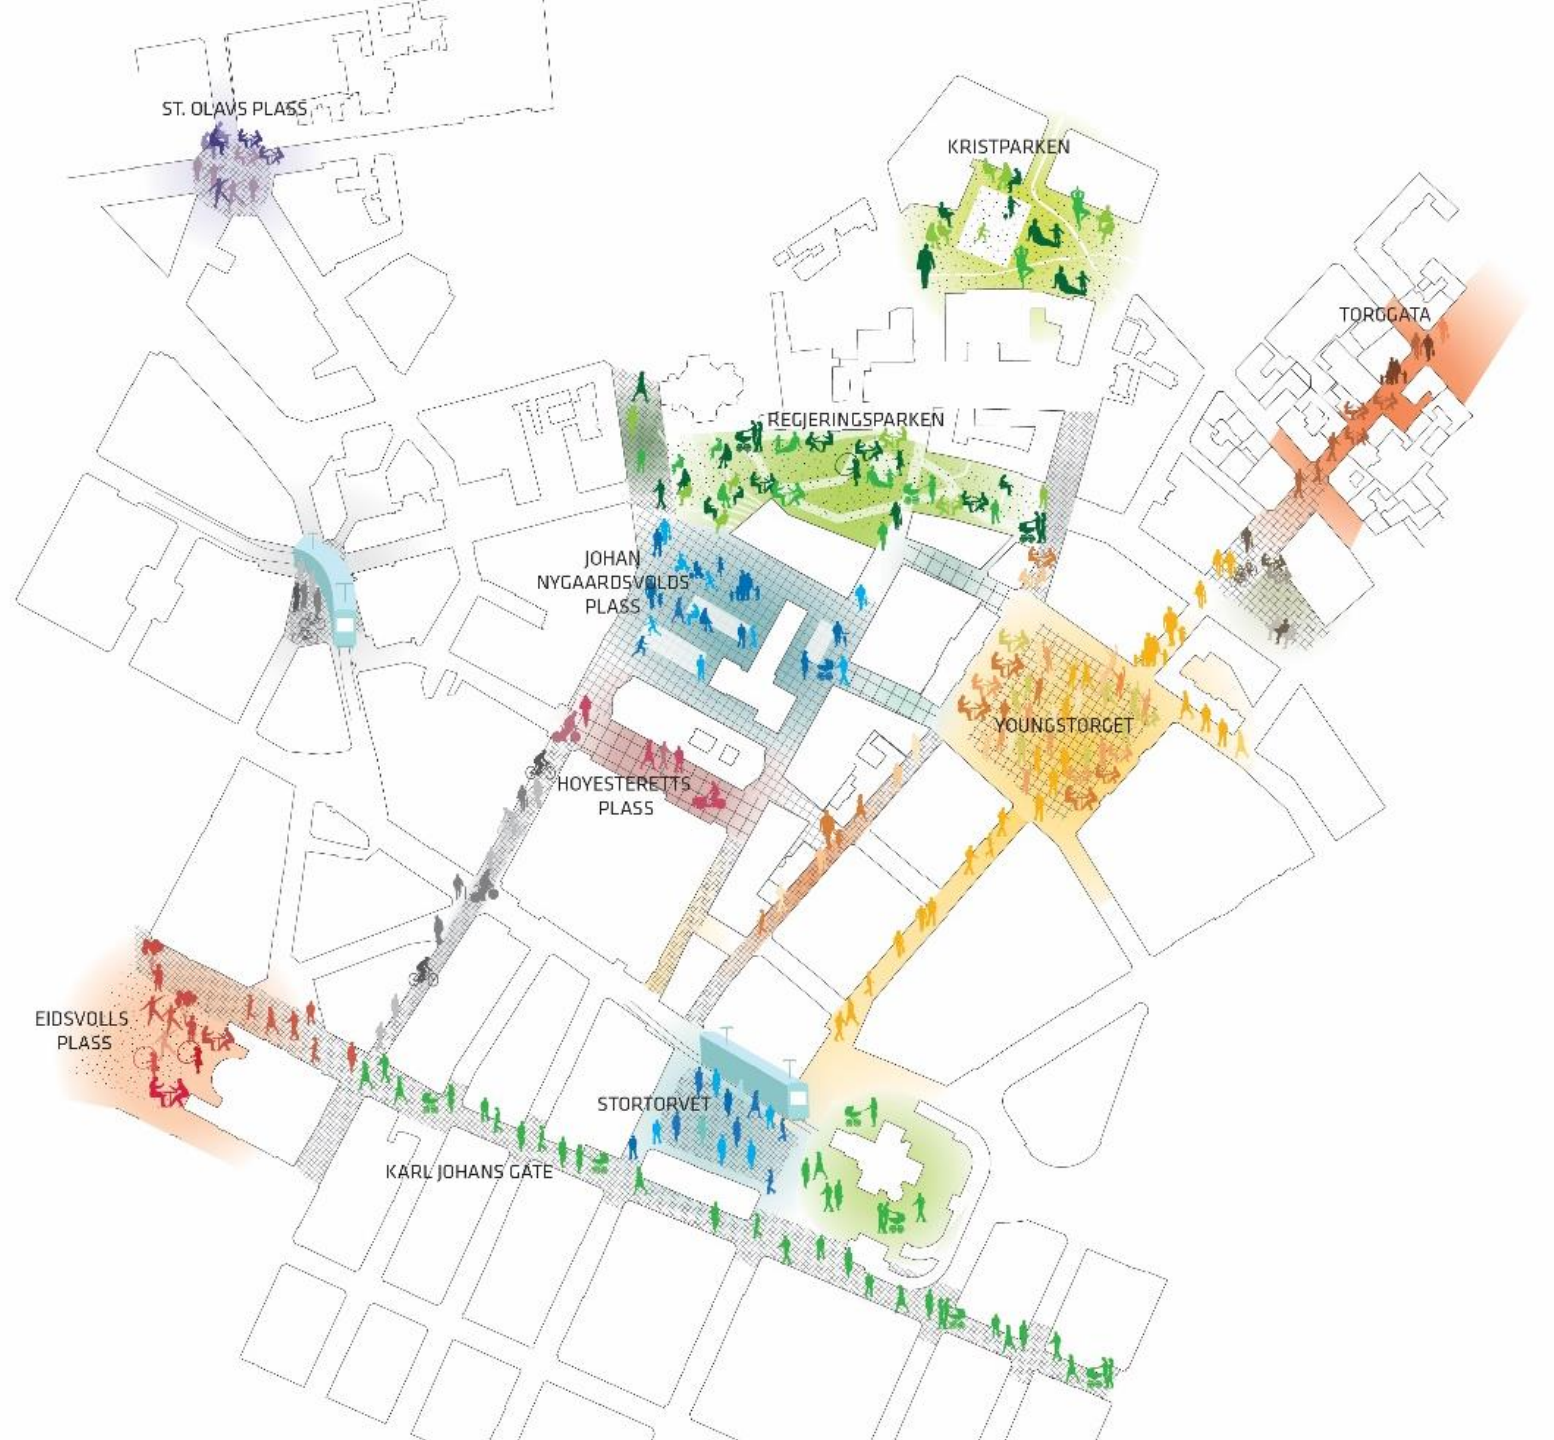 ST. OLAVS PLASS
KRISTPARKEN
TORGGATA
REGJERINGSPARKEN
JOHAN
NYGAARDSVOLDS
PLASS
YOUNGSTORGET
HOYESTERETTS
PLASS
EIDSVOLLS
PLASS
STORTORVET
KARL JOHANS GATE